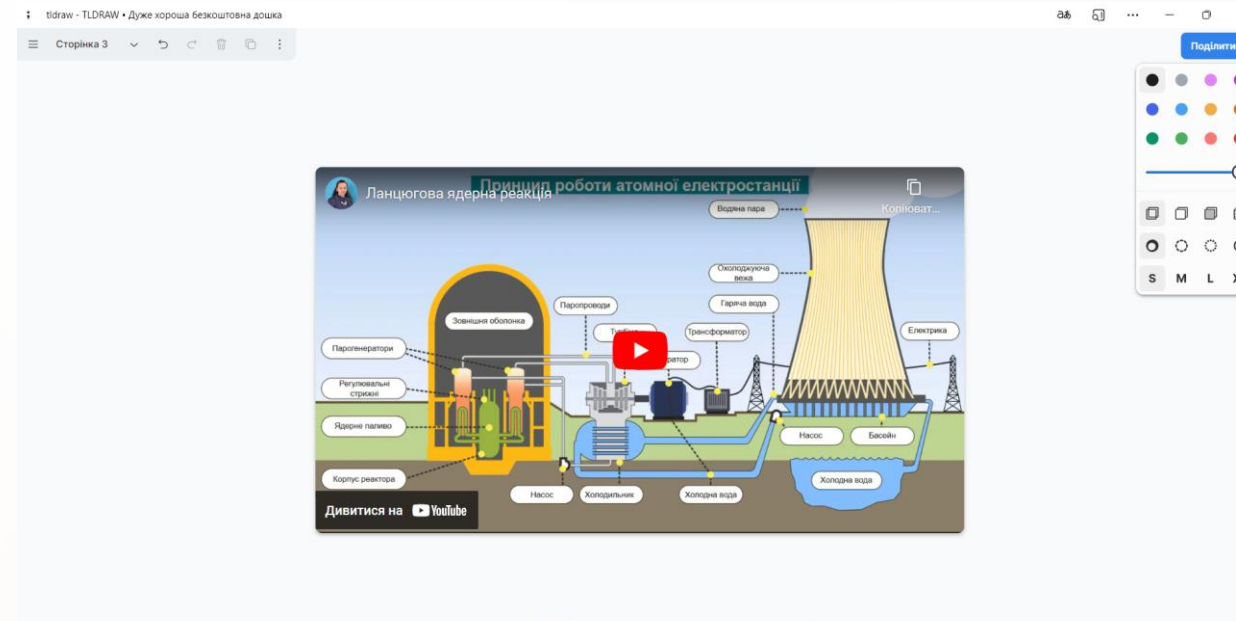 tldraw - TLDRAW • Дуже хороша безкоштовна дошка
Сторінка 3
Поділити
S M L
Ланцюгова ядерна реакція
Принцип роботи атомної електростанції
Копіюват...
Водяна пара
Охолоджуюча
вежа
Гаряча вода
Паропроводи
Зовнішня оболонка
Трансформатор
Електрика
Парогенератори
Регулювальні
стрижні
Ядерне паливо
Насос
Басейн
Корпус реактора
Холодна вода
Насос
Холодильник
Холодна вода
Дивитися на YouTube